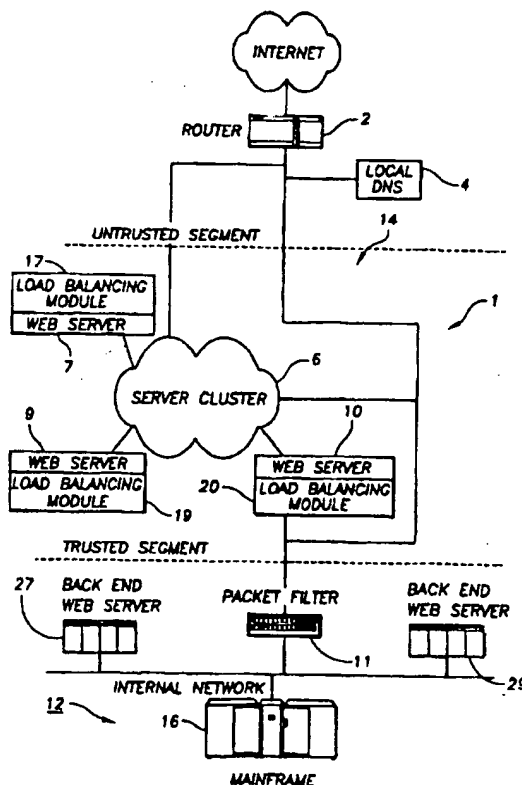 INTERNET
ROUTER
2
LOCAL
DNS
4
UNTRUSTED SEGMENT
14
17
LOAD BALANCING
MODULE
WEB SERVER
7
1
6
SERVER CLUSTER
9
WEB SERVER
LOAD BALANCING
MODULE
19
10
WEB SERVER
20
LOAD BALANCING
MODULE
TRUSTED SEGMENT
27
BACK END
WEB SERVER
PACKET FILTER
11
BACK END
WEB SERVER
29
INTERNAL NETWORK
12
16
MAINFRAME